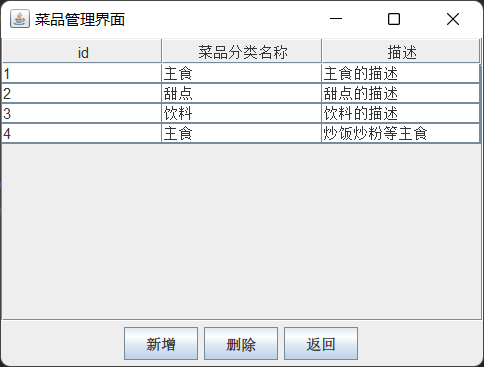 菜品管理界面
id 菜品分类名称 描述
1 主食 主食的描述
2 甜点 甜点的描述
3 饮料 饮料的描述
4 主食 炒饭炒粉等主食
新增 删除 返回